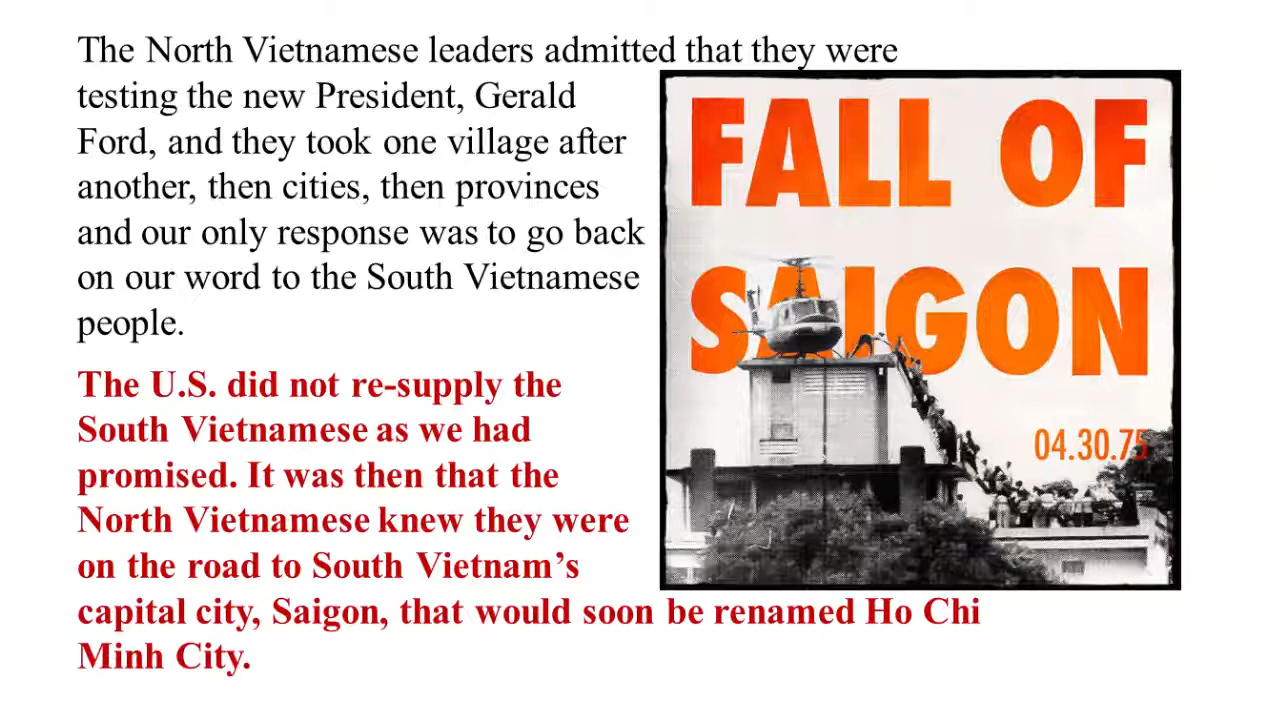 The North Vietnamese leaders admitted that they were
testing the new President, Gerald
Ford, and they took one village after
another, then cities, then provinces
and our only response was to go back
on our word to the South Vietnamese
people.
The U.S. did not re-supply the
South Vietnamese as we had
promised. It was then that the
North Vietnamese knew they were
on the road to South Vietnam’s
capital city, Saigon, that would soon be renamed Ho Chi
Minh City.
FALL OF
SAIGON
04.30.75